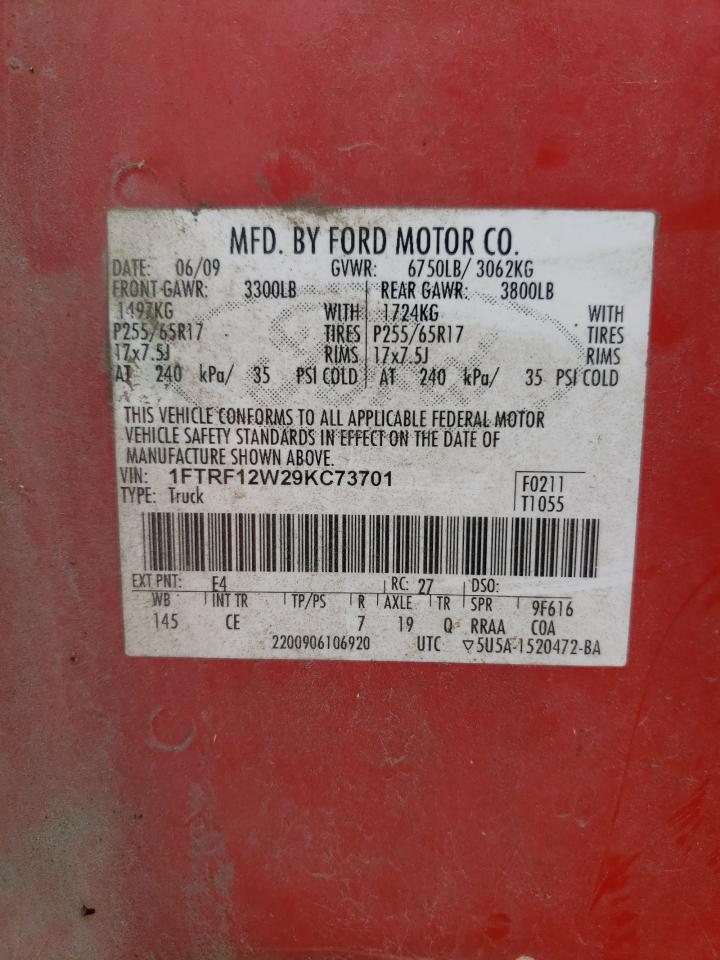 MFD. BY FORD MOTOR CO.
DATE: 06/09 GVWR: 6750LB/ 3062KG
FRONT GAWR: 3300LB REAR GAWR: 3800LB
1497KG WITH 1724KG WITH
P255/65R17 TIRES P255/65R17 TIRES
17x7.5J RIMS 17x7.5J RIMS
AT 240 kPa/ 35 PSI COLD AT 240 kPa/ 35 PSI COLD
THIS VEHICLE CONFORMS TO ALL APPLICABLE FEDERAL MOTOR
VEHICLE SAFETY STANDARDS IN EFFECT ON THE DATE OF
MANUFACTURE SHOWN ABOVE.
VIN: 1FTRF12W29KC73701
TYPE: Truck
F0211
T1055
EXT PNT: E4 RC: 27 DSO:
WB INT TR TP/PS R AXLE TR SPR 9F616
145 CE 7 19 Q RRAA COA
2200906106920 UTC ▽5U5A-1520472-BA